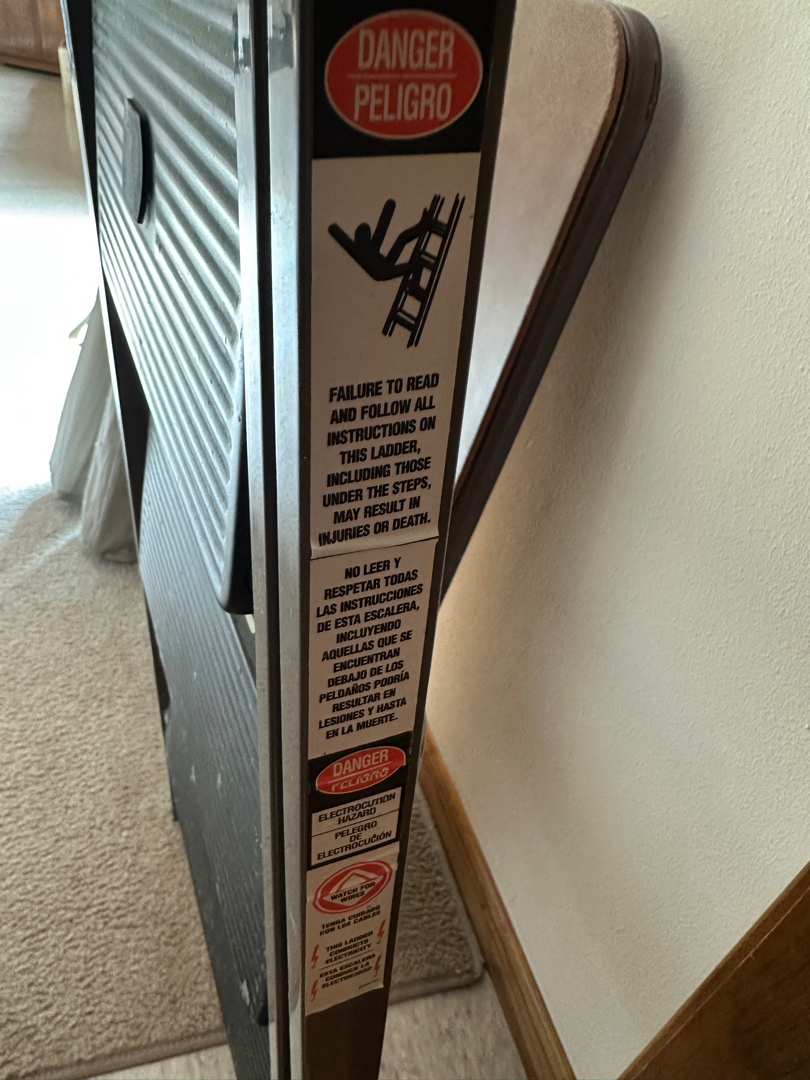 DANGER
PELIGRO
FAILURE TO READ
AND FOLLOW ALL
INSTRUCTIONS ON
THIS LADDER,
INCLUDING THOSE
UNDER THE STEPS,
MAY RESULT IN
INJURIES OR DEATH.
NO LEER Y
RESPETAR TODAS
LAS INSTRUCCIONES
DE ESTA ESCALERA,
INCLUYENDO
AQUELLAS QUE SE
ENCUENTRAN
DEBAJO DE LOS
PELDAÑOS PODRÍA
RESULTAR EN
LESIONES Y HASTA
EN LA MUERTE.
DANGER
PELIGRO
ELECTROCUTION
HAZARD
PELEGRO
DE
ELECTROCUCIÓN
WATCH FOR
WIRES
TENGA CUIDADO
CON LOS CABLES
THIS LADDER
CONDUCTS
ELECTRICITY
ESTA ESCALERA
CONDUCE LA
ELECTRICIDAD